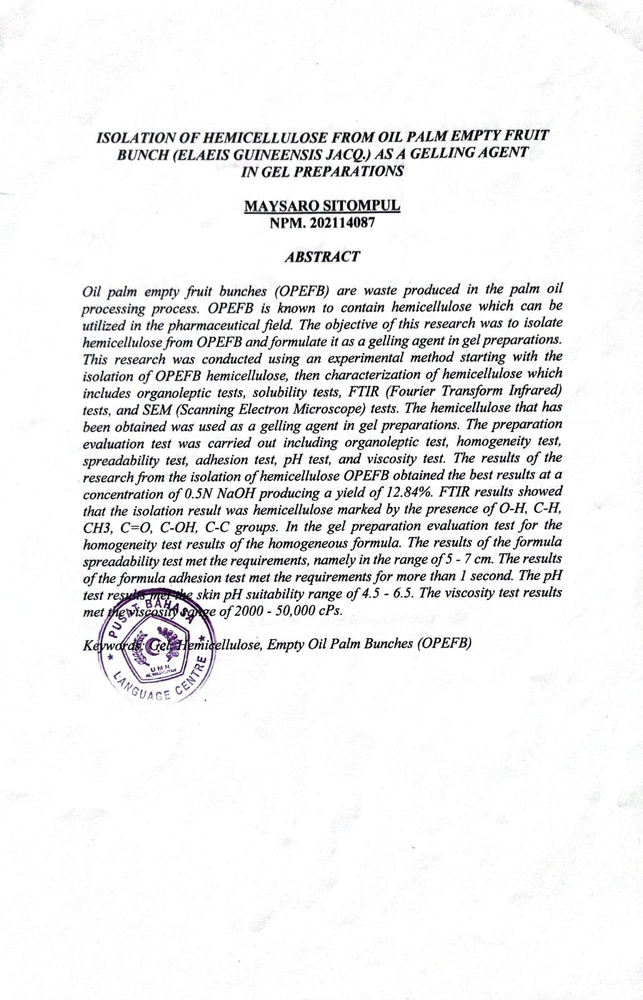 ISOLATION OF HEMICELLULOSE FROM OIL PALM EMPTY FRUIT
BUNCH (ELAEIS GUINEENSIS JACQ.) AS A GELLING AGENT
IN GEL PREPARATIONS
MAYSARO SITOMPUL
NPM. 202114087
ABSTRACT
Oil palm empty fruit bunches (OPEFB) are waste produced in the palm oil
processing process. OPEFB is known to contain hemicellulose which can be
utilized in the pharmaceutical field. The objective of this research was to isolate
hemicellulose from OPEFB and formulate it as a gelling agent in gel preparations.
This research was conducted using an experimental method starting with the
isolation of OPEFB hemicellulose, then characterization of hemicellulose which
includes organoleptic tests, solubility tests, FTIR (Fourier Transform Infrared)
tests, and SEM (Scanning Electron Microscope) tests. The hemicellulose that has
been obtained was used as a gelling agent in gel preparations. The preparation
evaluation test was carried out including organoleptic test, homogeneity test,
spreadability test, adhesion test, pH test, and viscosity test. The results of the
research from the isolation of hemicellulose OPEFB obtained the best results at a
concentration of 0.5N NaOH producing a yield of 12.84%. FTIR results showed
that the isolation result was hemicellulose marked by the presence of O-H, C-H,
CH3, C=O, C-OH, C-C groups. In the gel preparation evaluation test for the
homogeneity test results of the homogeneous formula. The results of the formula
spreadability test met the requirements, namely in the range of 5 - 7 cm. The results
of the formula adhesion test met the requirements for more than 1 second. The pH
test results met the skin pH suitability range of 4.5 - 6.5. The viscosity test results
met the viscosity range of 2000 - 50,000 cPs.
Keywords: Gel, Hemicellulose, Empty Oil Palm Bunches (OPEFB)
PUSAT BAHASA
UMN
AL WASHLIYAH
LANGUAGE CENTRE